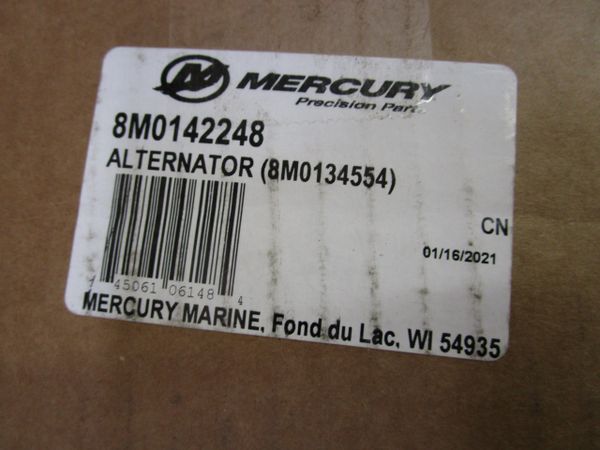 MERCURY
Precision Parts
8M0142248
ALTERNATOR (8M0134554)
CN
01/16/2021
45061 06148 4
MERCURY MARINE, Fond du Lac, WI 54935